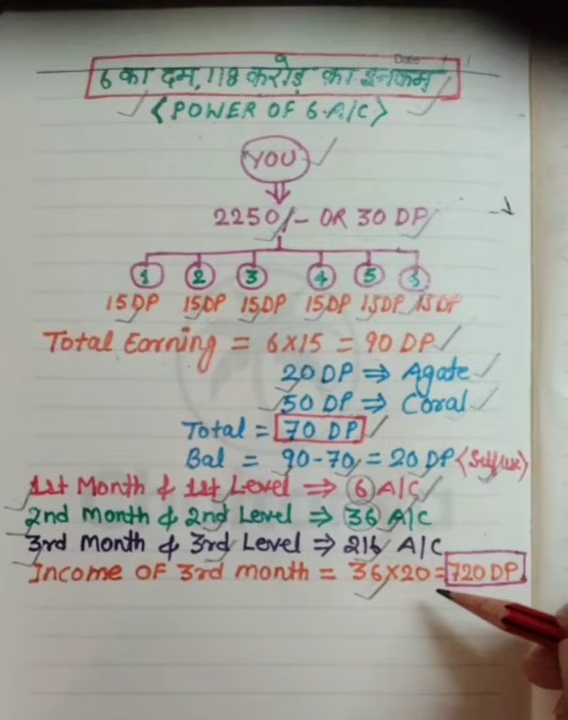 Date
6 का दम, 118 करोड़ का इनकम
<POWER OF 6-A/C>
YOU
2250/- OR 30 DP
1 2 3 4 5 6
15 DP 15 DP 15 DP 15 DP 15 DP 15 DP
Total Earning = 6×15 = 90 DP
20 DP ⇒ Agate
50 DP ⇒ Coral
Total = 70 DP
Bal = 90-70 = 20 DP
1st Month & 1st Level ⇒ 6 A/C
2nd Month & 2nd Level ⇒ 36 A/C
3rd Month & 3rd Level ⇒ 216 A/C
Income OF 3rd month = 36×20 = 720 DP